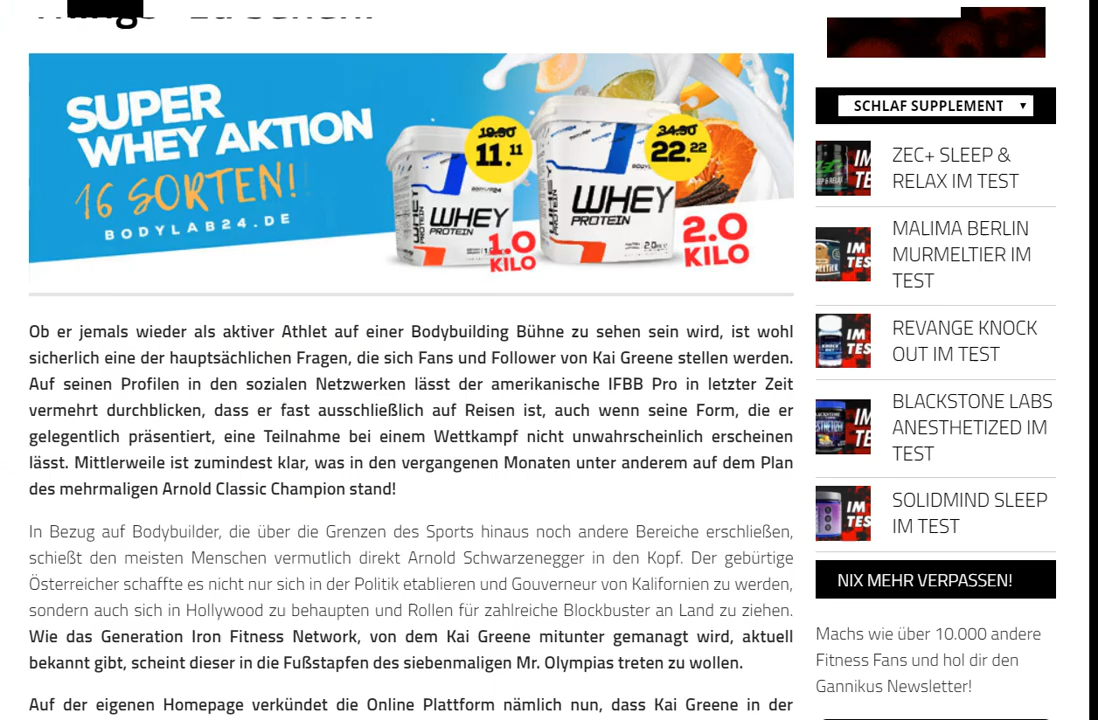 SUPER
WHEY AKTION
16 SORTEN!
BODYLAB24.DE
19.90
11.11
34.90
22.22
WHEY
PROTEIN
WHEY
PROTEIN
1.0
KILO
2.0
KILO
Ob er jemals wieder als aktiver Athlet auf einer Bodybuilding Bühne zu sehen sein wird, ist wohl
sicherlich eine der hauptsächlichen Fragen, die sich Fans und Follower von Kai Greene stellen werden.
Auf seinen Profilen in den sozialen Netzwerken lässt der amerikanische IFBB Pro in letzter Zeit
vermehrt durchblicken, dass er fast ausschließlich auf Reisen ist, auch wenn seine Form, die er
gelegentlich präsentiert, eine Teilnahme bei einem Wettkampf nicht unwahrscheinlich erscheinen
lässt. Mittlerweile ist zumindest klar, was in den vergangenen Monaten unter anderem auf dem Plan
des mehrmaligen Arnold Classic Champion stand!
In Bezug auf Bodybuilder, die über die Grenzen des Sports hinaus noch andere Bereiche erschließen,
schießt den meisten Menschen vermutlich direkt Arnold Schwarzenegger in den Kopf. Der gebürtige
Österreicher schaffte es nicht nur sich in der Politik etablieren und Gouverneur von Kalifornien zu werden,
sondern auch sich in Hollywood zu behaupten und Rollen für zahlreiche Blockbuster an Land zu ziehen.
Wie das Generation Iron Fitness Network, von dem Kai Greene mitunter gemanagt wird, aktuell
bekannt gibt, scheint dieser in die Fußstapfen des siebenmaligen Mr. Olympias treten zu wollen.
Auf der eigenen Homepage verkündet die Online Plattform nämlich nun, dass Kai Greene in der
SCHLAF SUPPLEMENT
ZEC+ SLEEP &
RELAX IM TEST
MALIMA BERLIN
MURMELTIER IM
TEST
REVANGE KNOCK
OUT IM TEST
BLACKSTONE LABS
ANESTHETIZED IM
TEST
SOLIDMIND SLEEP
IM TEST
NIX MEHR VERPASSEN!
Machs wie über 10.000 andere
Fitness Fans und hol dir den
Gannikus Newsletter!